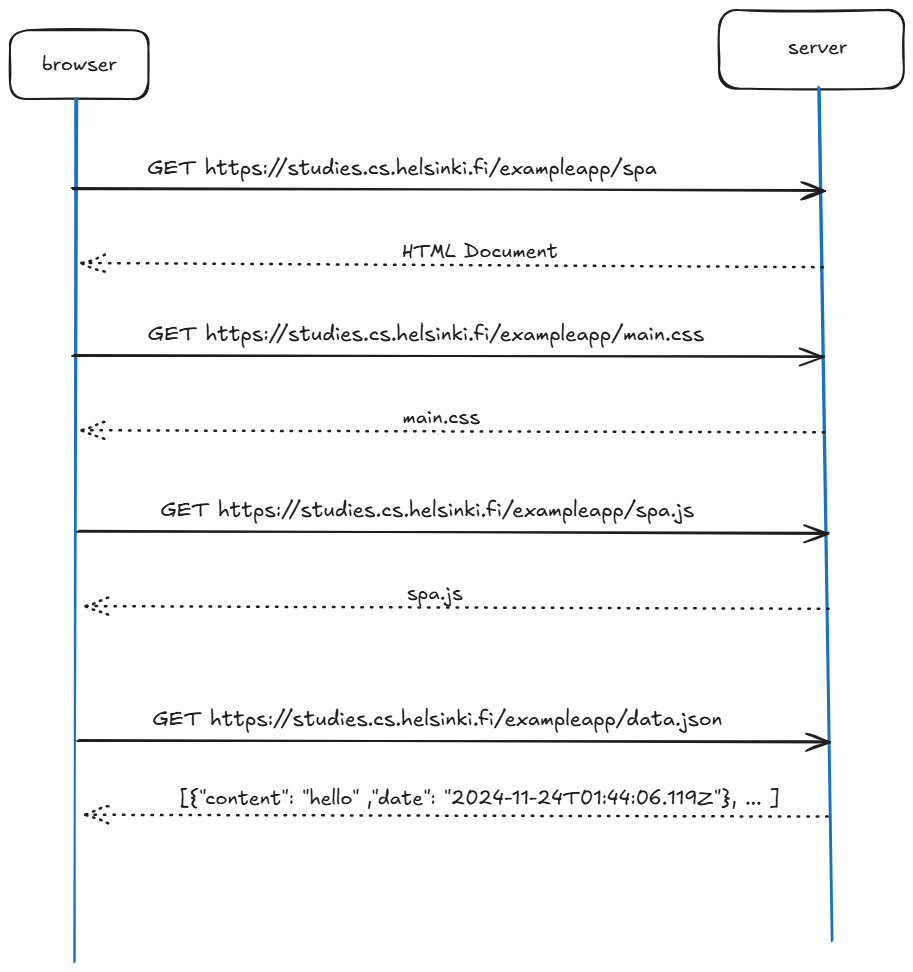 browser
server
GET https://studies.cs.helsinki.fi/exampleapp/spa
HTML Document
GET https://studies.cs.helsinki.fi/exampleapp/main.css
main.css
GET https://studies.cs.helsinki.fi/exampleapp/spa.js
spa.js
GET https://studies.cs.helsinki.fi/exampleapp/data.json
[{"content": "hello" ,"date": "2024-11-24T01:44:06.119Z"}, ... ]